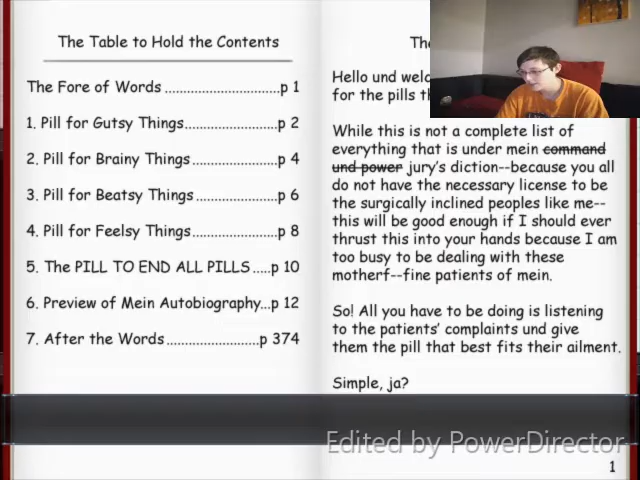 The Table to Hold the Contents
The Fore of Words ..............................p 1
1. Pill for Gutsy Things.........................p 2
2. Pill for Brainy Things .......................p 4
3. Pill for Beatsy Things ......................p 6
4. Pill for Feelsy Things.......................p 8
5. The PILL TO END ALL PILLS .....p 10
6. Preview of Mein Autobiography...p 12
7. After the Words .........................p 374
Hello und
for the pills
While this is not a complete list of
everything that is under mein command
und power jury's diction--because you all
do not have the necessary license to be
the surgically inclined peoples like me--
this will be good enough if I should ever
thrust this into your hands because I am
too busy to be dealing with these
motherf--fine patients of mein.
So! All you have to be doing is listening
to the patients' complaints und give
them the pill that best fits their ailment.
Simple, ja?
Edited by PowerDirector
1